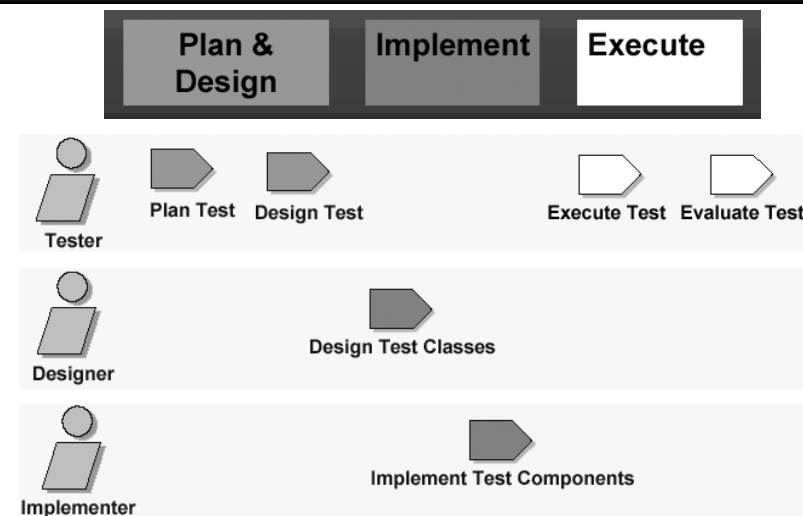 Plan &
Design
Implement
Execute
Plan Test
Design Test
Execute Test
Evaluate Test
Tester
Design Test Classes
Designer
Implement Test Components
Implementer